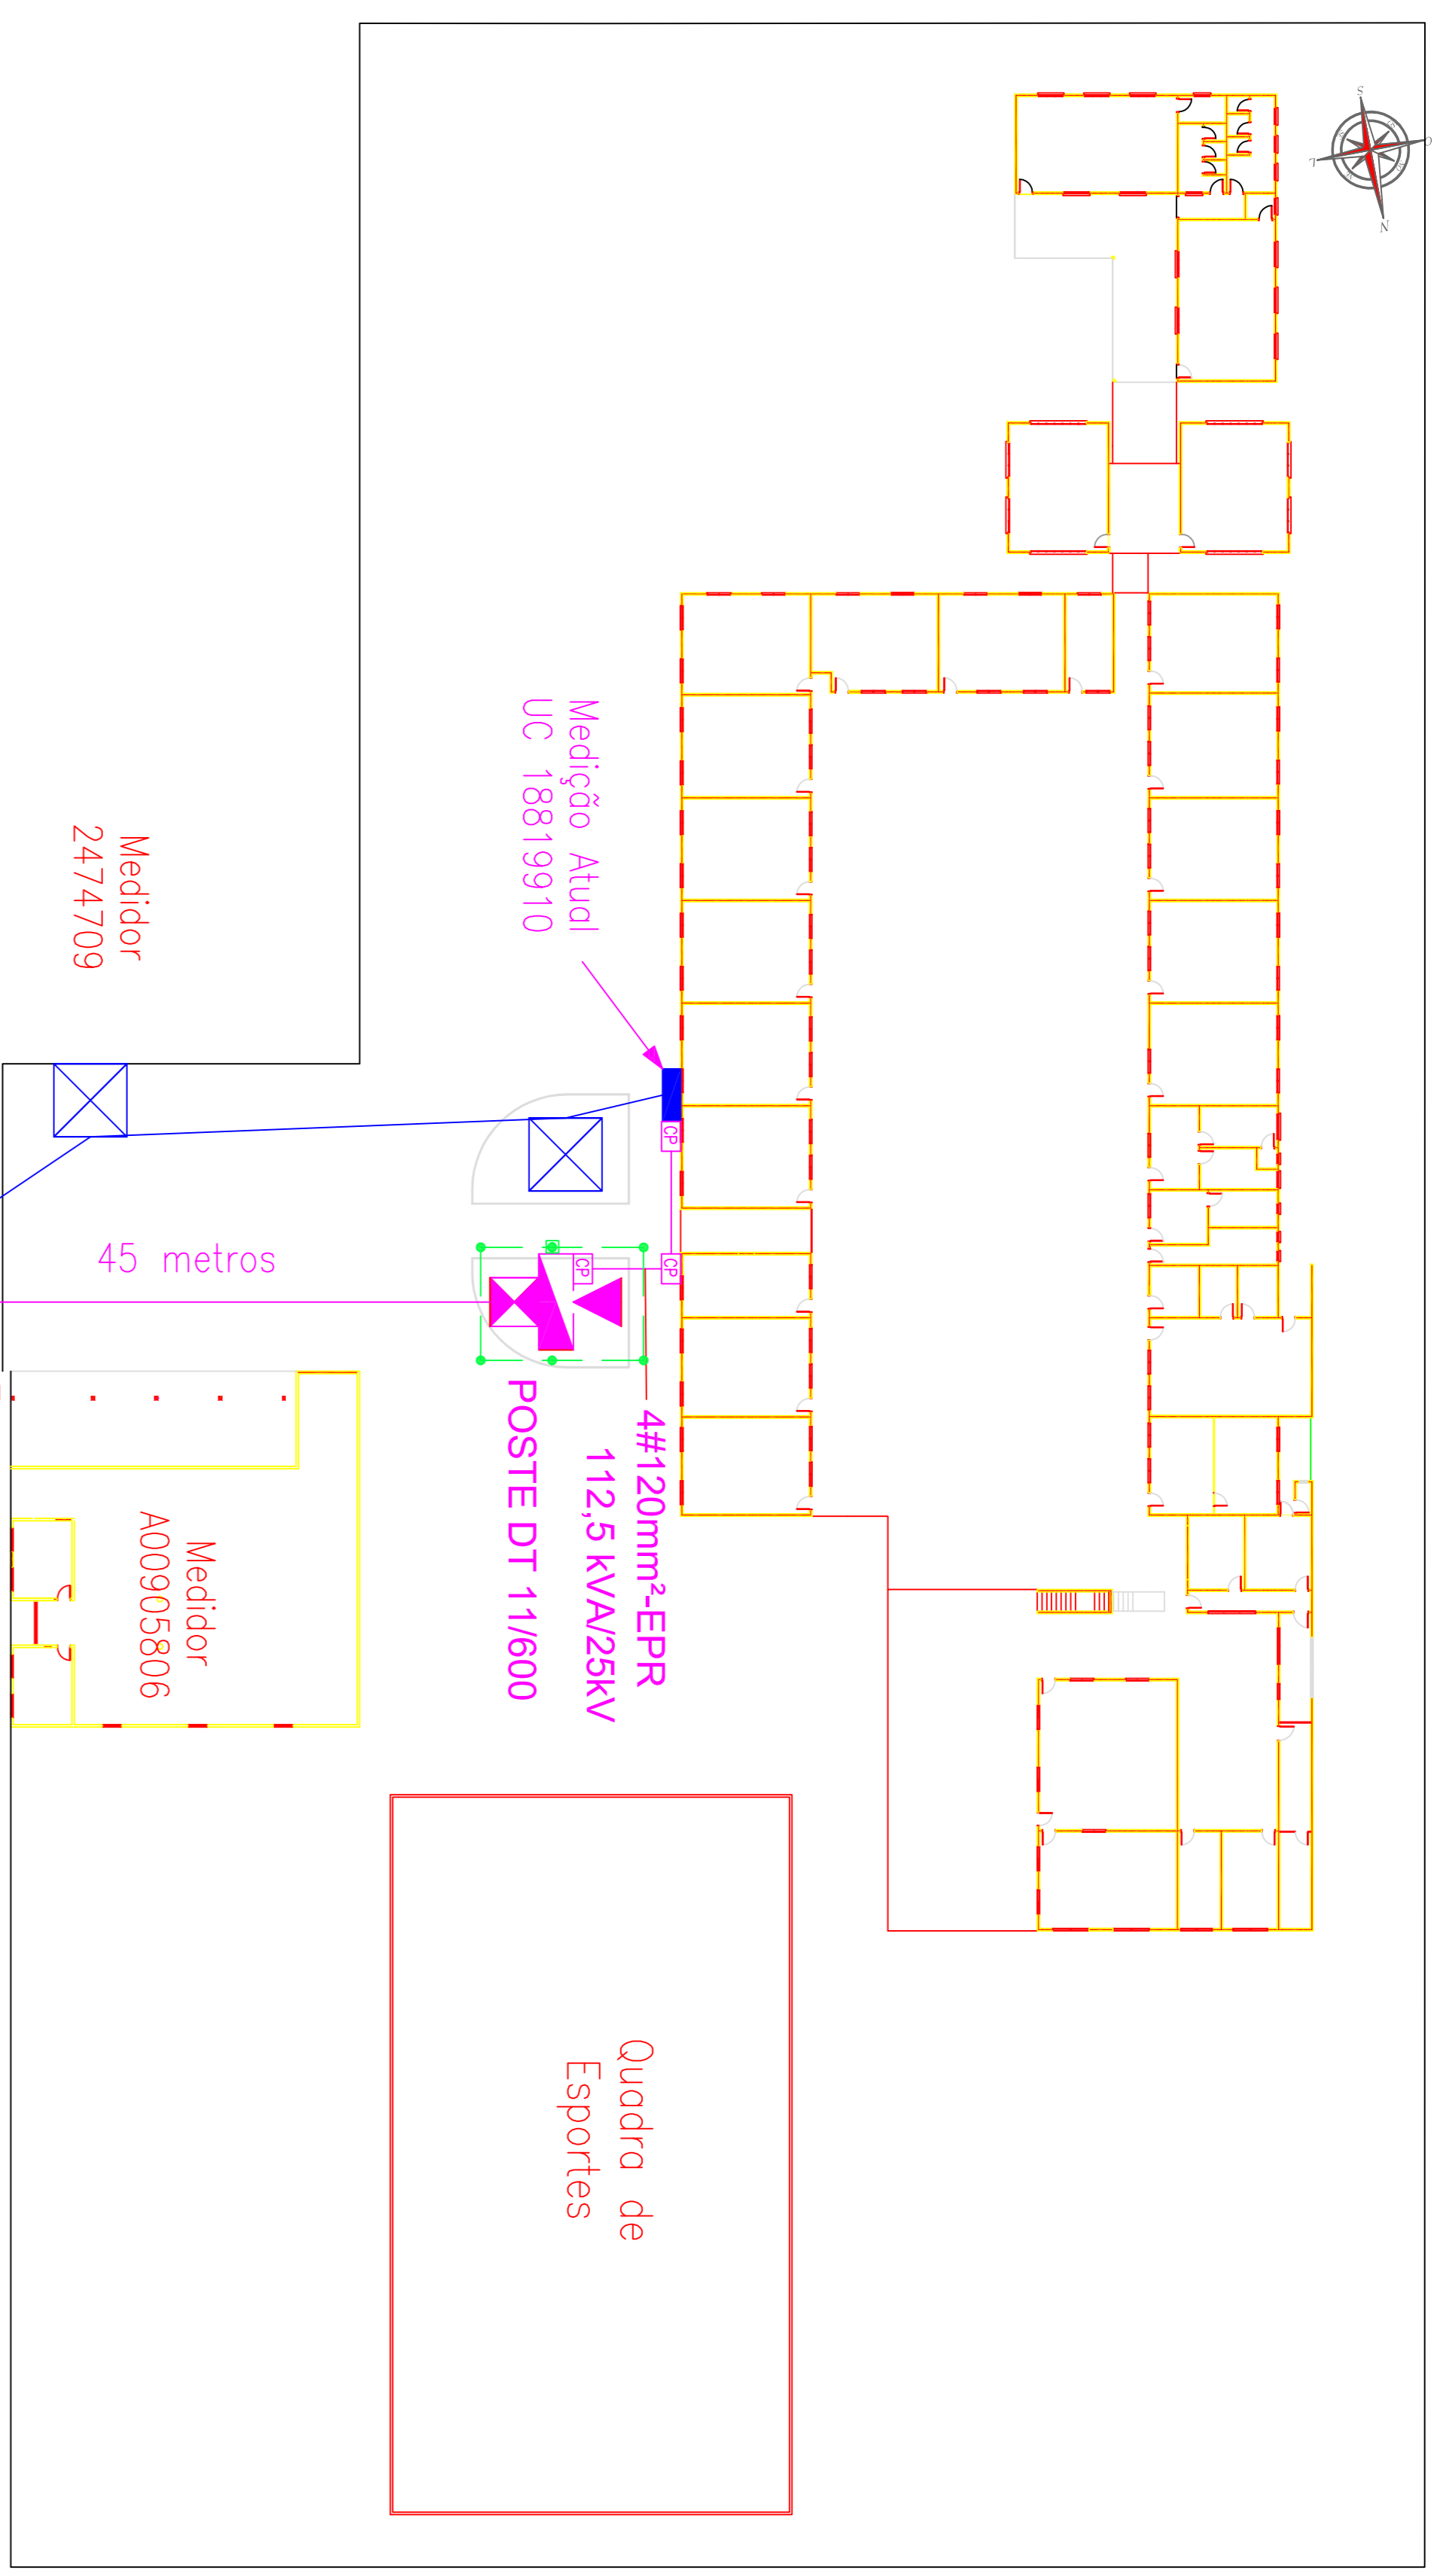 S
O
L
N
Medição Atual
UC 18819910
Medidor
2474709
CP
CP
CP
45 metros
4#120mm²-EPR
112,5 kVA/25kV
POSTE DT 11/600
Medidor
A00905806
Quadra de
Esportes